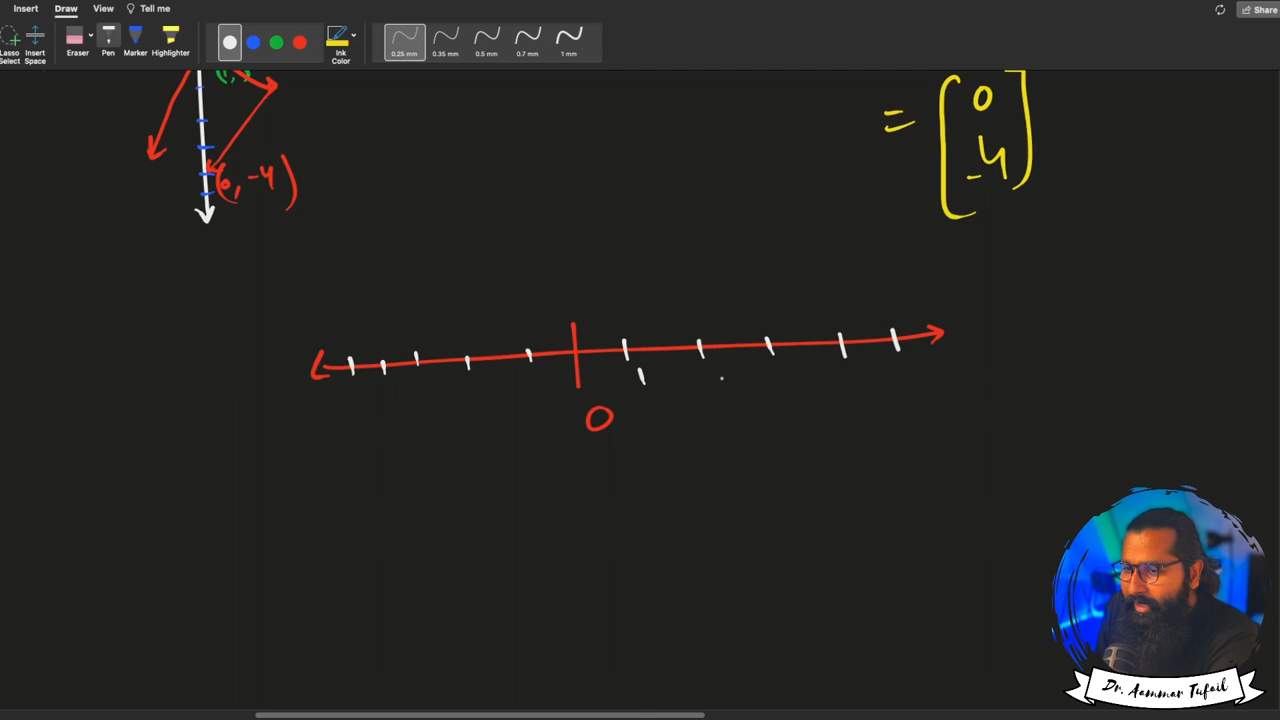 Insert Draw View Tell me
Share
Lasso Select
Insert Space
Eraser
Pen
Marker
Highlighter
Ink Color
0.25 mm
0.35 mm
0.5 mm
0.7 mm
1 mm
(1,
(0, -4)
= [0
-4]
1
0
Dr. Aammar Tufail